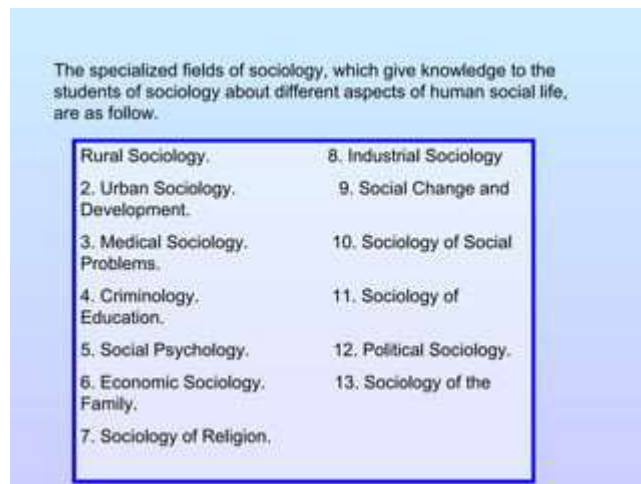 The specialized fields of sociology, which give knowledge to the
students of sociology about different aspects of human social life,
are as follow.
Rural Sociology. 8. Industrial Sociology
2. Urban Sociology. 9. Social Change and
Development.
3. Medical Sociology. 10. Sociology of Social
Problems.
4. Criminology. 11. Sociology of
Education.
5. Social Psychology. 12. Political Sociology.
6. Economic Sociology. 13. Sociology of the
Family.
7. Sociology of Religion.